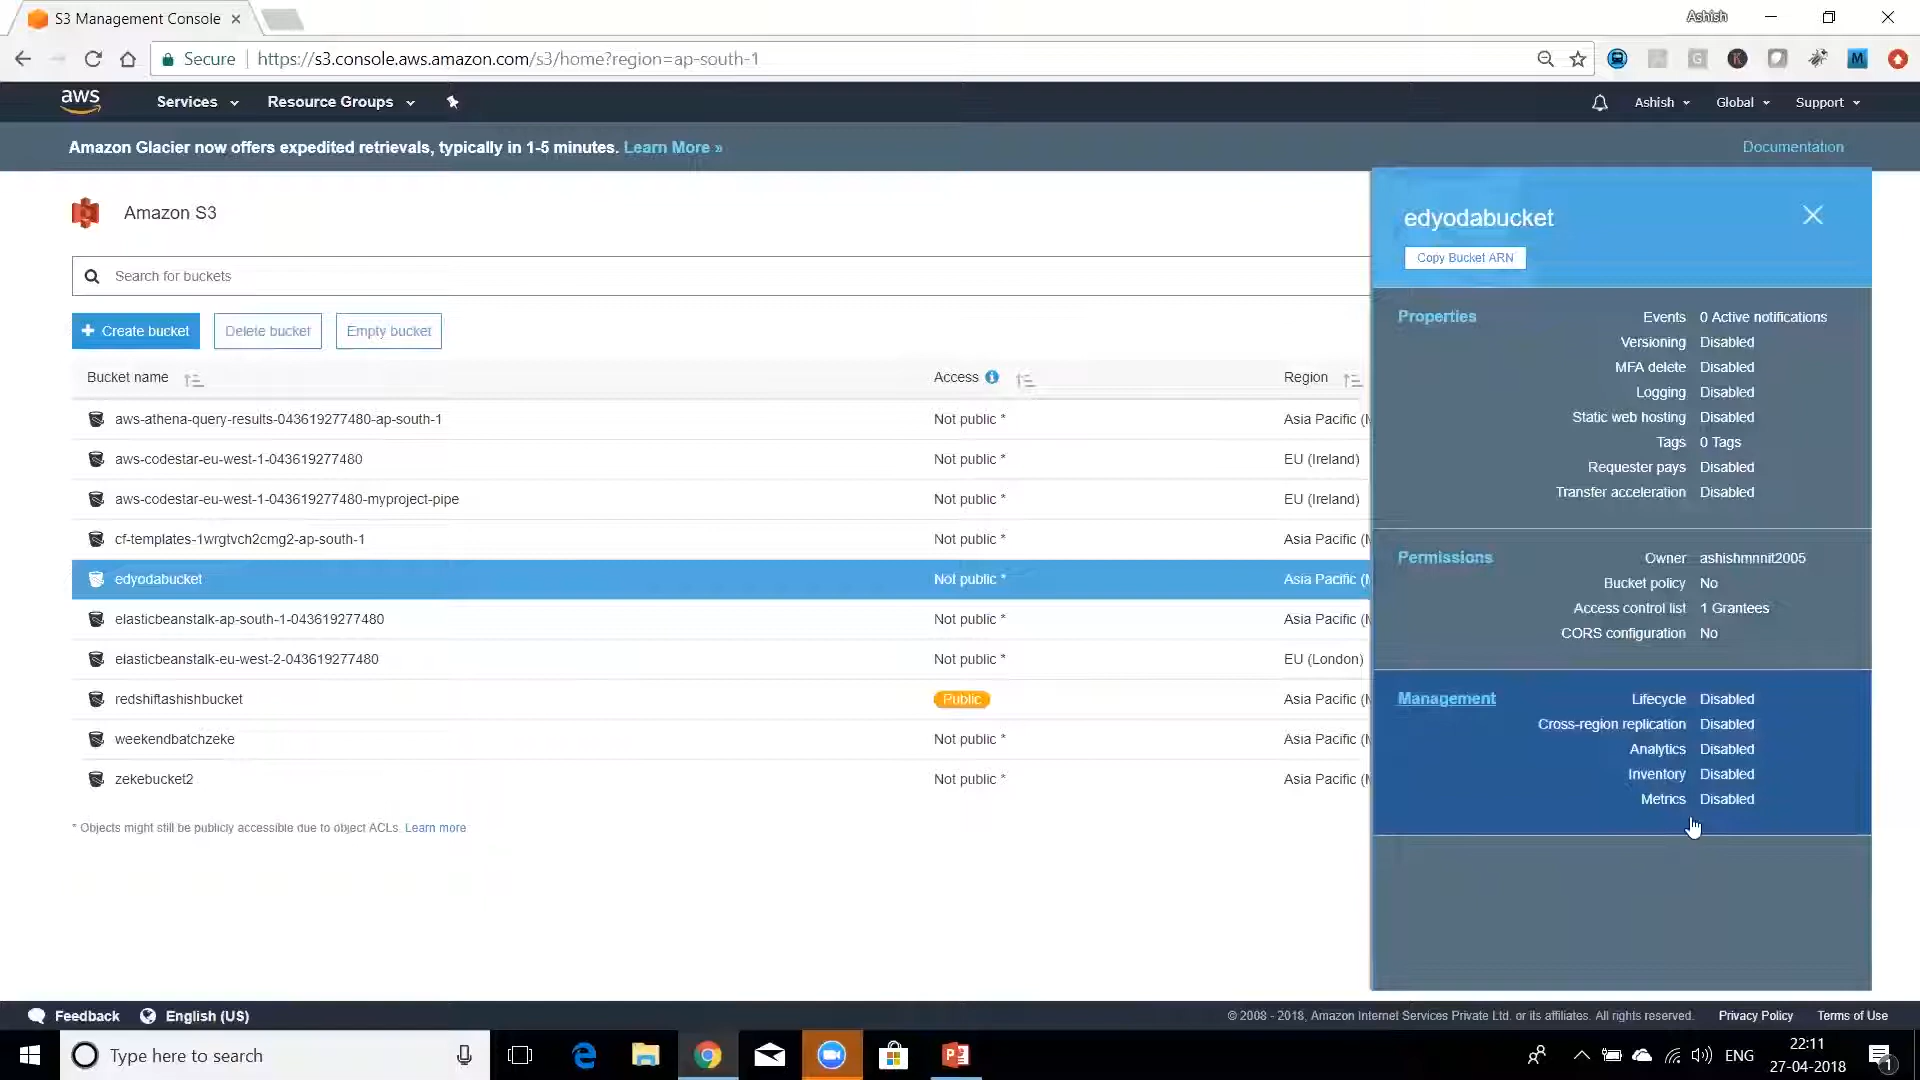 S3 Management Console
Ashish
Secure
https://s3.console.aws.amazon.com/s3/home?region=ap-south-1
aws Services Resource Groups Ashish Global Support
Amazon Glacier now offers expedited retrievals, typically in 1-5 minutes. Learn More »
Documentation
Amazon S3
Search for buckets
+ Create bucket Delete bucket Empty bucket
Bucket name Access Region
aws-athena-query-results-043619277480-ap-south-1 Not public * Asia Pacific (
aws-codestar-eu-west-1-043619277480 Not public * EU (Ireland)
aws-codestar-eu-west-1-043619277480-myproject-pipe Not public * EU (Ireland)
cf-templates-1wrgtvch2cmg2-ap-south-1 Not public * Asia Pacific (
edyodabucket Not public * Asia Pacific (
elasticbeanstalk-ap-south-1-043619277480 Not public * Asia Pacific (
elasticbeanstalk-eu-west-2-043619277480 Not public * EU (London)
redshiftashishbucket Public Asia Pacific (
weekendbatchzeke Not public * Asia Pacific (
zekebucket2 Not public * Asia Pacific (
* Objects might still be publicly accessible due to object ACLs. Learn more
edyodabucket
Copy Bucket ARN
Properties
Events 0 Active notifications
Versioning Disabled
MFA delete Disabled
Logging Disabled
Static web hosting Disabled
Tags 0 Tags
Requester pays Disabled
Transfer acceleration Disabled
Permissions
Owner ashishmnnit2005
Bucket policy No
Access control list 1 Grantees
CORS configuration No
Management
Lifecycle Disabled
Cross-region replication Disabled
Analytics Disabled
Inventory Disabled
Metrics Disabled
Feedback English (US)
© 2008 - 2018, Amazon Internet Services Private Ltd. or its affiliates. All rights reserved. Privacy Policy Terms of Use
Type here to search
ENG
22:11
27-04-2018
1